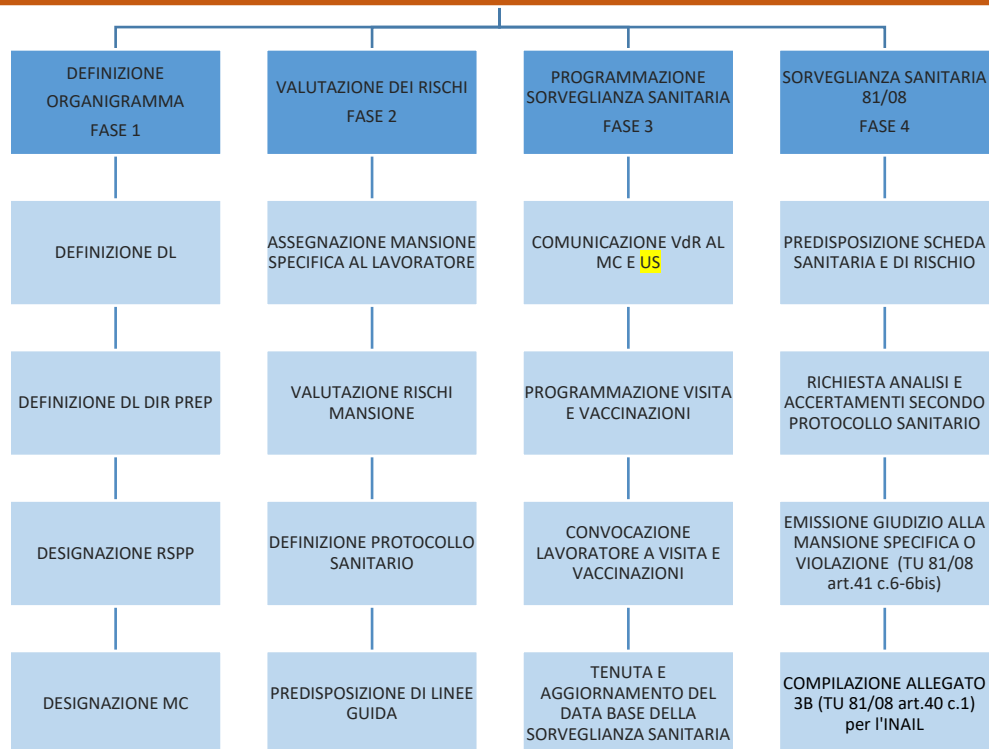 DEFINIZIONE
ORGANIGRAMMA
FASE 1
DEFINIZIONE DL
DEFINIZIONE DL DIR PREP
DESIGNAZIONE RSPP
DESIGNAZIONE MC
VALUTAZIONE DEI RISCHI
FASE 2
ASSEGNAZIONE MANSIONE
SPECIFICA AL LAVORATORE
VALUTAZIONE RISCHI
MANSIONE
DEFINIZIONE PROTOCOLLO
SANITARIO
PREDISPOSIZIONE DI LINEE
GUIDA
PROGRAMMAZIONE
SORVEGLIANZA SANITARIA
FASE 3
COMUNICAZIONE VdR AL
MC E US
PROGRAMMAZIONE VISITA
E VACCINAZIONI
CONVOCAZIONE
LAVORATORE A VISITA E
VACCINAZIONI
TENUTA E
AGGIORNAMENTO DEL
DATA BASE DELLA
SORVEGLIANZA SANITARIA
SORVEGLIANZA SANITARIA
81/08
FASE 4
PREDISPOSIZIONE SCHEDA
SANITARIA E DI RISCHIO
RICHIESTA ANALISI E
ACCERTAMENTI SECONDO
PROTOCOLLO SANITARIO
EMISSIONE GIUDIZIO ALLA
MANSIONE SPECIFICA O
VIOLAZIONE (TU 81/08
art.41 c.6-6bis)
COMPILAZIONE ALLEGATO
3B (TU 81/08 art.40 c.1)
per l'INAIL